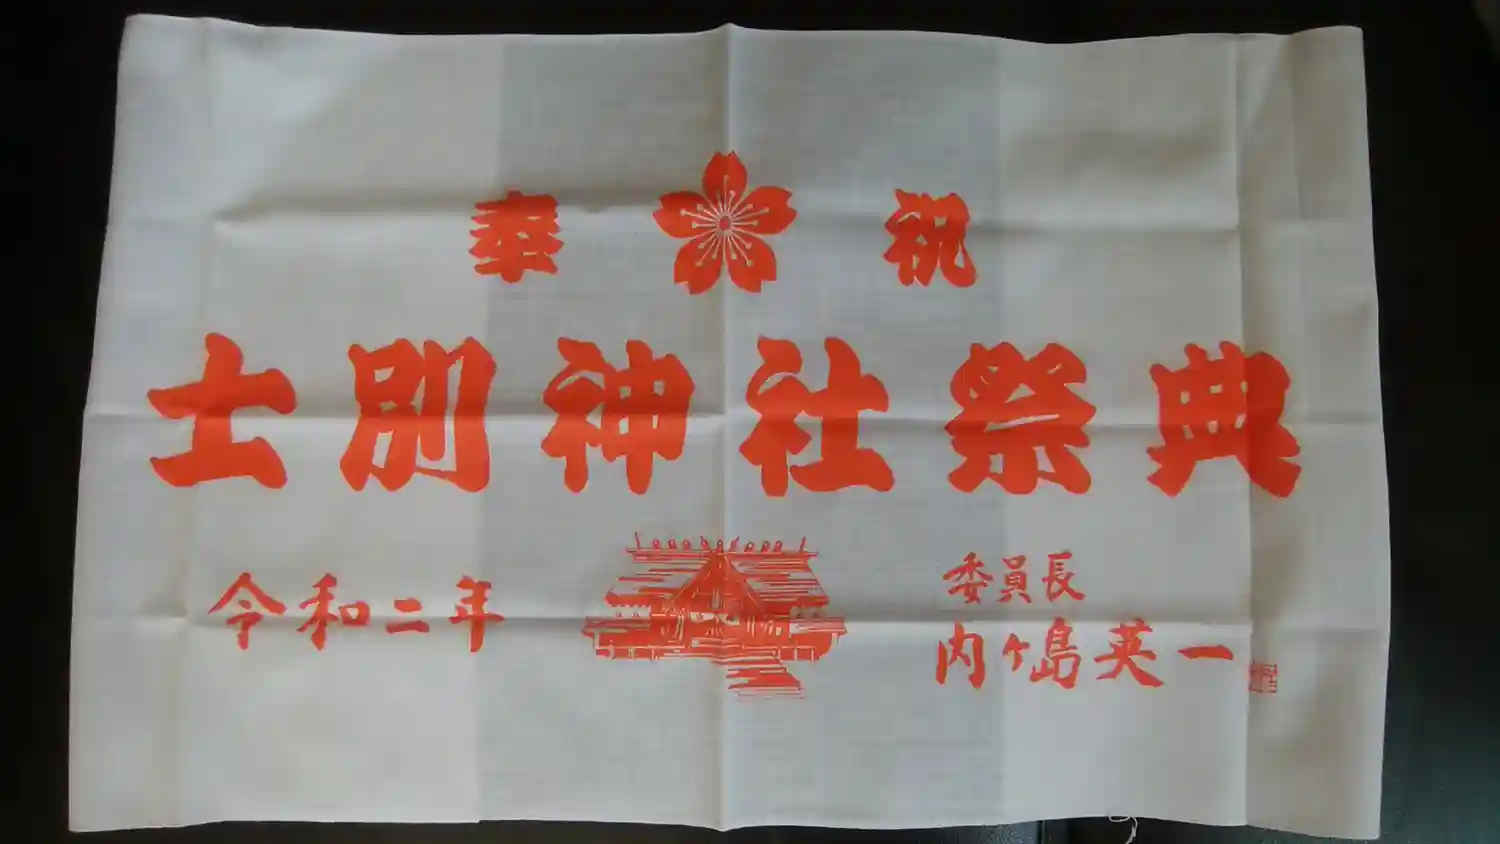 奉祝
士別神社祭典
令和二年
委員長
内ヶ島英一